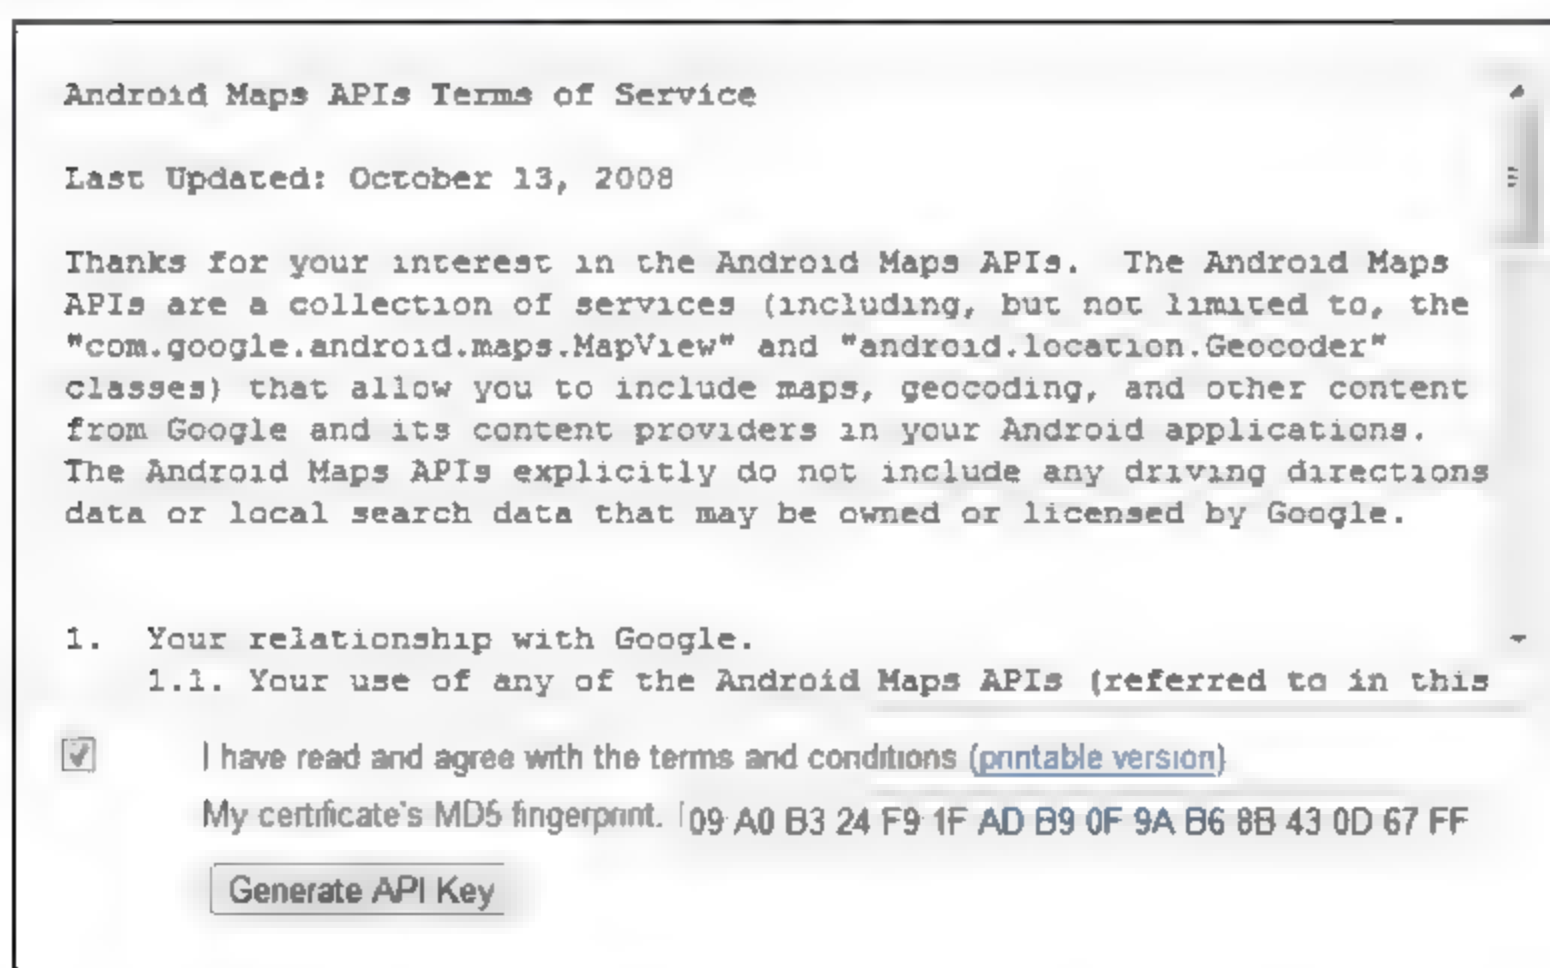 Android Maps APIs Terms of Service
Last Updated: October 13, 2008
Thanks for your interest in the Android Maps APIs.  The Android Maps
APIs are a collection of services (including, but not limited to, the
"com.google.android.maps.MapView" and "android.location.Geocoder"
classes) that allow you to include maps, geocoding, and other content
from Google and its content providers in your Android applications.
The Android Maps APIs explicitly do not include any driving directions
data or local search data that may be owned or licensed by Google.
1.  Your relationship with Google.
1.1. Your use of any of the Android Maps APIs (referred to in this
I have read and agree with the terms and conditions (printable version)
My certificate's MD5 fingerprint. 09 A0 B3 24 F9 1F AD B9 0F 9A B6 8B 43 0D 67 FF
Generate API Key